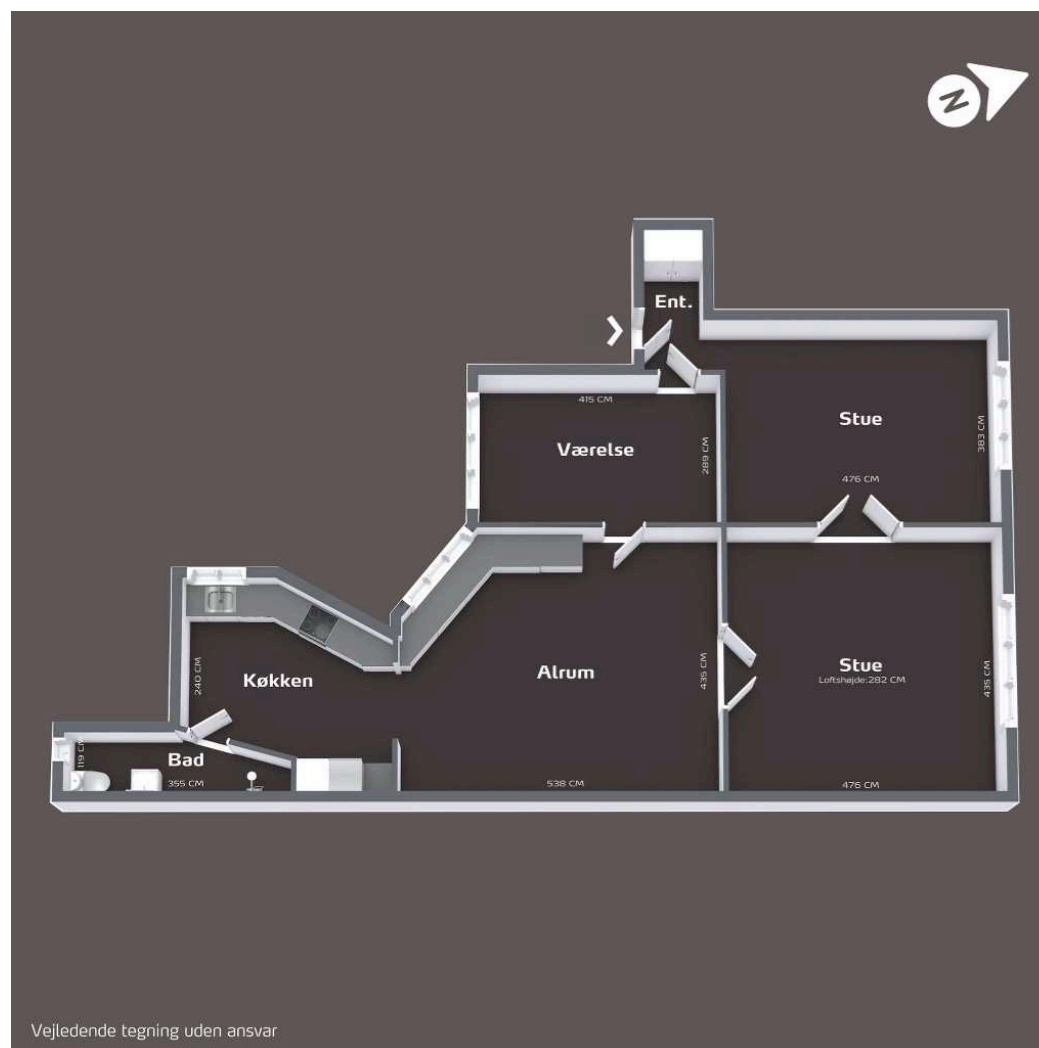 N
Ent.
415 CM
Værelse
289 CM
Stue
383 CM
476 CM
240 CM
Køkken
Alrum
435 CM
Stue
Loftshøjde:282 CM
435 CM
119 CM
Bad
355 CM
538 CM
476 CM
Vejledende tegning uden ansvar